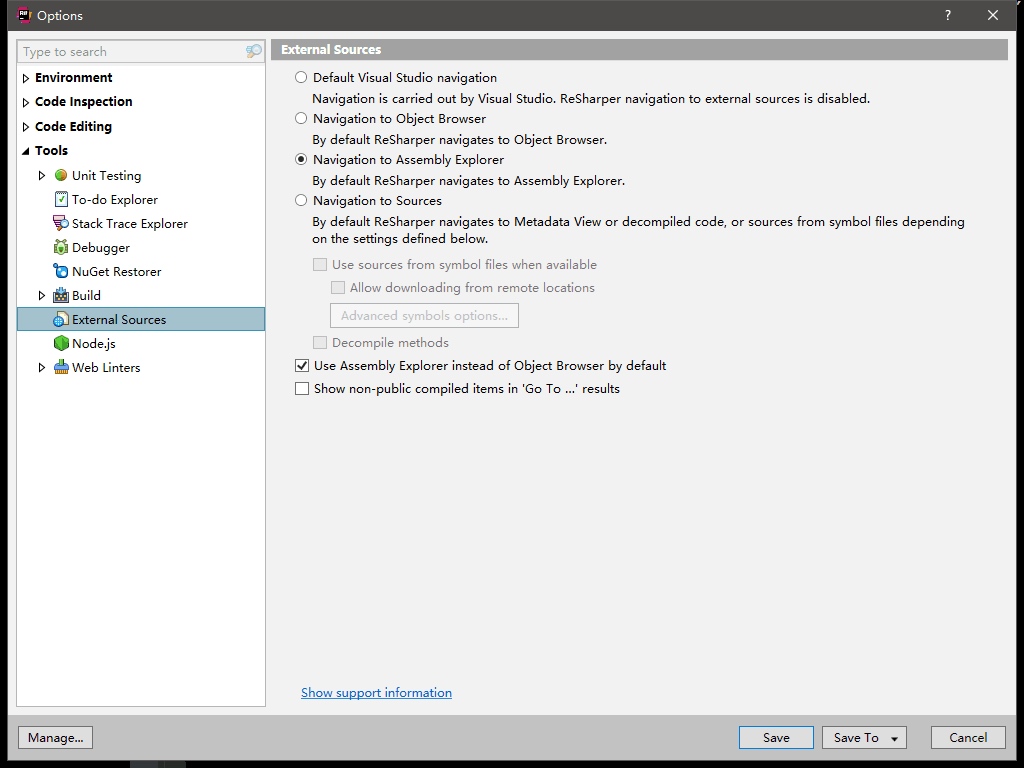 Options
?
Type to search
Environment
Code Inspection
Code Editing
Tools
Unit Testing
To-do Explorer
Stack Trace Explorer
Debugger
NuGet Restorer
Build
External Sources
Node.js
Web Linters
External Sources
Default Visual Studio navigation
Navigation is carried out by Visual Studio. ReSharper navigation to external sources is disabled.
Navigation to Object Browser
By default ReSharper navigates to Object Browser.
Navigation to Assembly Explorer
By default ReSharper navigates to Assembly Explorer.
Navigation to Sources
By default ReSharper navigates to Metadata View or decompiled code, or sources from symbol files depending
on the settings defined below.
Use sources from symbol files when available
Allow downloading from remote locations
Advanced symbols options...
Decompile methods
Use Assembly Explorer instead of Object Browser by default
Show non-public compiled items in 'Go To ...' results
Show support information
Manage...
Save
Save To
Cancel